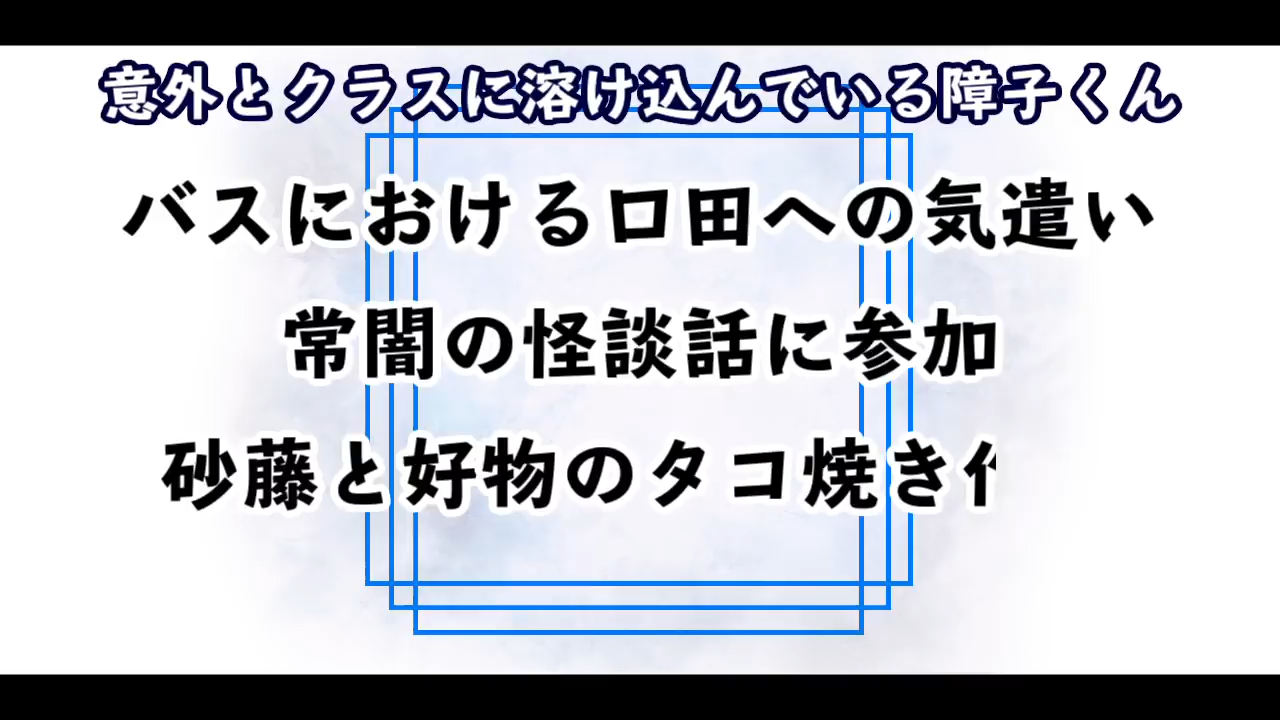 意外とクラスに溶け込んでいる障子くん
バスにおける口田への気遣い
常闇の怪談話に参加
砂藤と好物のタコ焼き